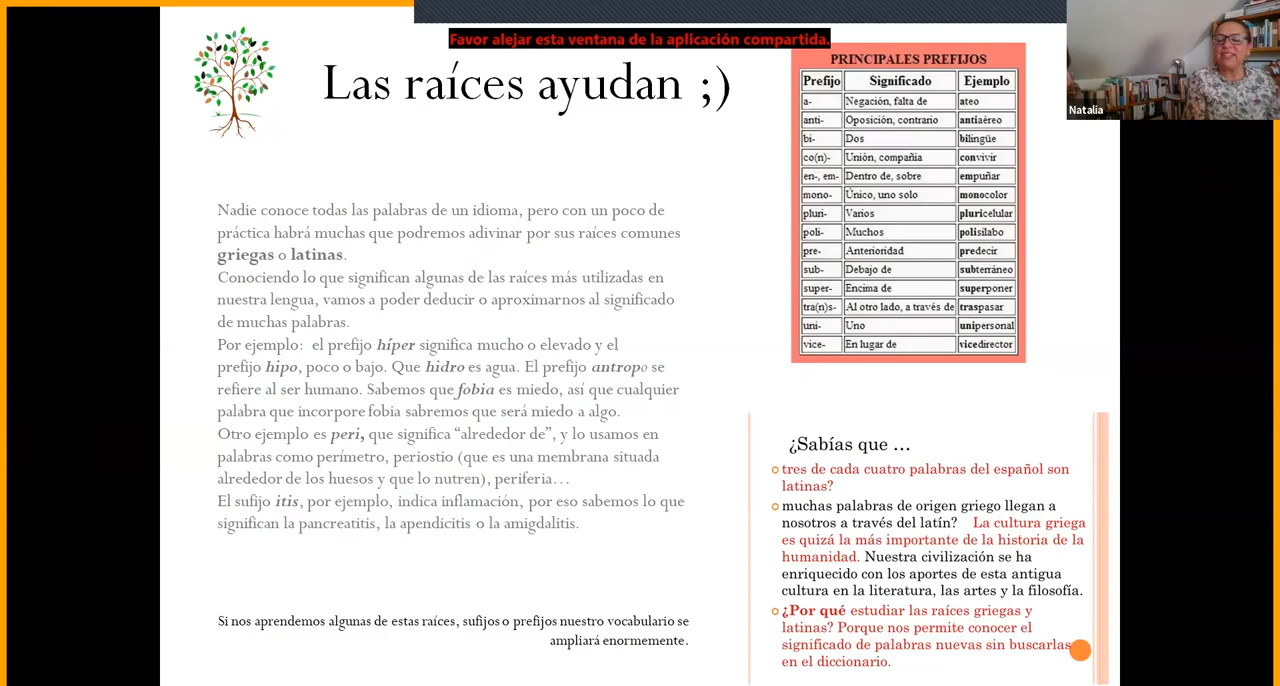 Favor alejar esta ventana de la aplicación compartida.
Natalia
Las raíces ayudan ;)
Nadie conoce todas las palabras de un idioma, pero con un poco de
práctica habrá muchas que podremos adivinar por sus raíces comunes
griegas o latinas.
Conociendo lo que significan algunas de las raíces más utilizadas en
nuestra lengua, vamos a poder deducir o aproximarnos al significado
de muchas palabras.
Por ejemplo: el prefijo híper significa mucho o elevado y el
prefijo hipo, poco o bajo. Que hidro es agua. El prefijo antropo se
refiere al ser humano. Sabemos que fobia es miedo, así que cualquier
palabra que incorpore fobia sabremos que será miedo a algo.
Otro ejemplo es peri, que significa “alrededor de”, y lo usamos en
palabras como perímetro, periostio (que es una membrana situada
alrededor de los huesos y que lo nutren), periferia…
El sufijo itis, por ejemplo, indica inflamación, por eso sabemos lo que
significan la pancreatitis, la apendicitis o la amigdalitis.
Si nos aprendemos algunas de estas raíces, sufijos o prefijos nuestro vocabulario se
ampliará enormemente.
PRINCIPALES PREFIJOS
Prefijo Significado Ejemplo
a- Negación, falta de ateo
anti- Oposición, contrario antiaéreo
bi- Dos bilingüe
co(n)- Unión, compañía convivir
en-, em- Dentro de, sobre empuñar
mono- Único, uno solo monocolor
pluri- Varios pluricelular
poli- Muchos polisílabo
pre- Anterioridad predecir
sub- Debajo de subterráneo
super- Encima de superponer
tra(n)s- Al otro lado, a través de traspasar
uni- Uno unipersonal
vice- En lugar de vicedirector
¿Sabías que …
tres de cada cuatro palabras del español son
latinas?
muchas palabras de origen griego llegan a
nosotros a través del latín? La cultura griega
es quizá la más importante de la historia de la
humanidad. Nuestra civilización se ha
enriquecido con los aportes de esta antigua
cultura en la literatura, las artes y la filosofía.
¿Por qué estudiar las raíces griegas y
latinas? Porque nos permite conocer el
significado de palabras nuevas sin buscarlas
en el diccionario.